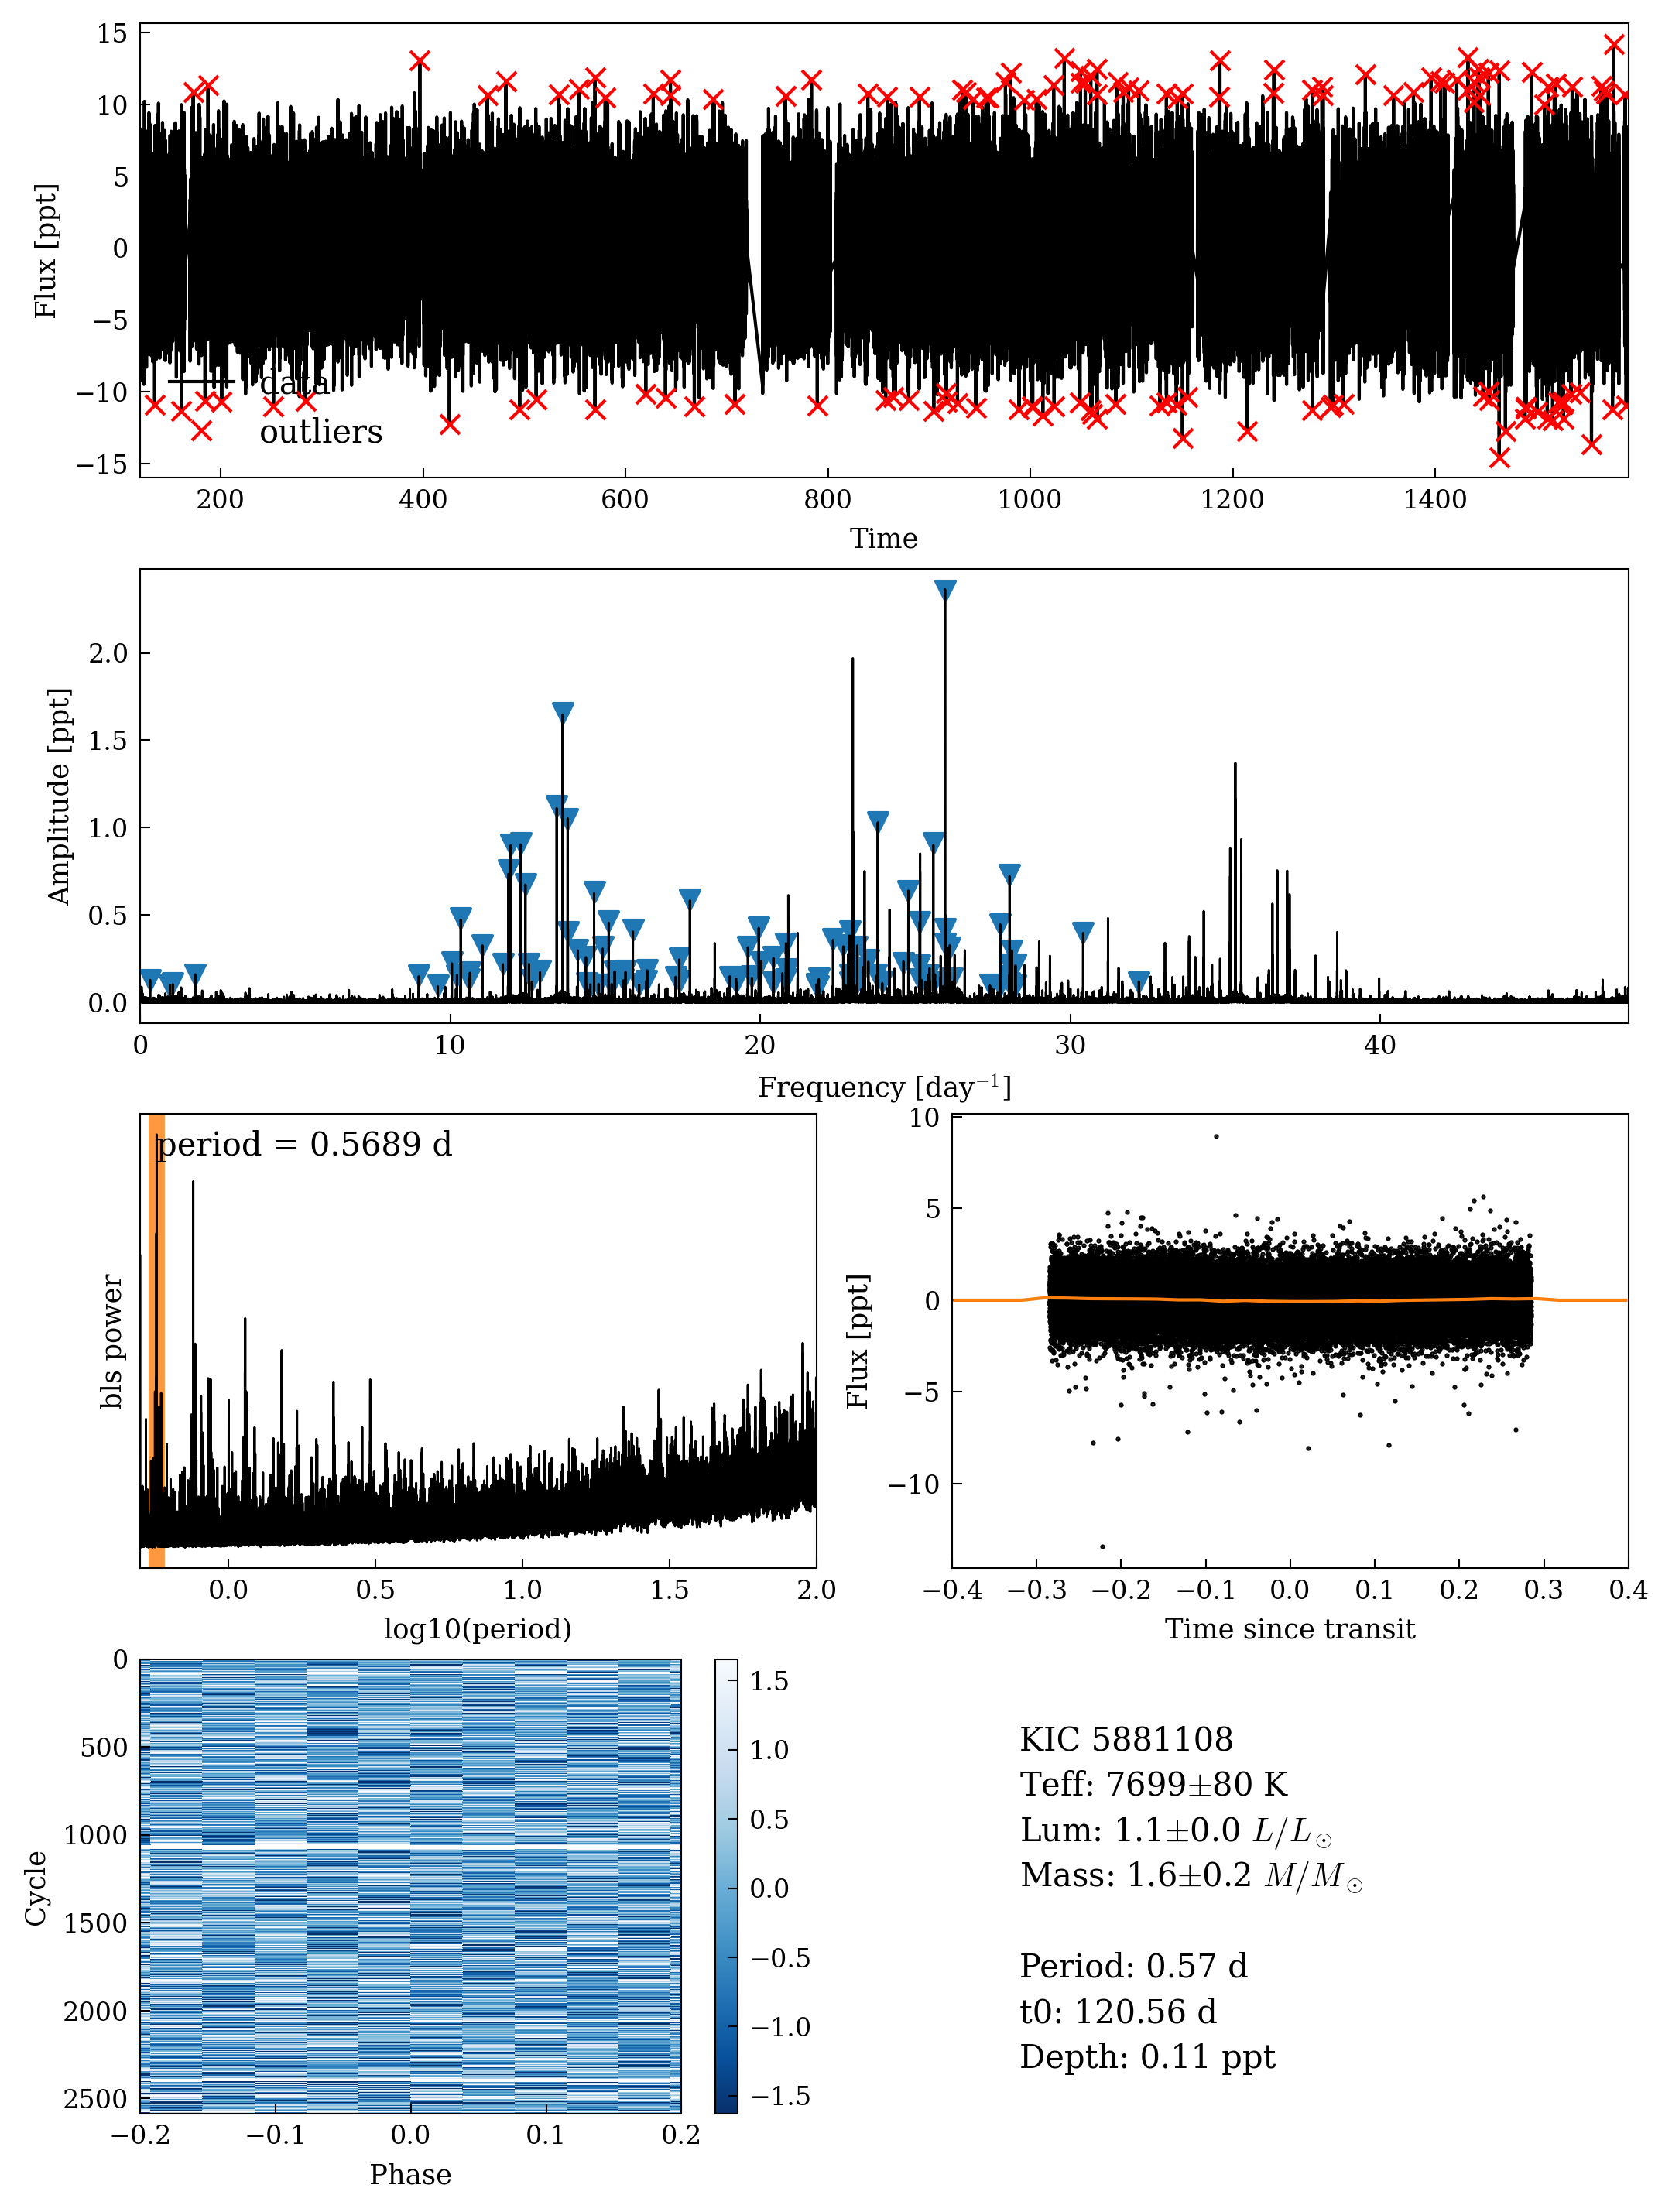 15
10
5
0
−5
−10
−15
Flux [ppt]
data
outliers
200 400 600 800 1000 1200 1400
Time
2.0
1.5
1.0
0.5
0.0
Amplitude [ppt]
0 10 20 30 40
Frequency [day⁻¹]
period = 0.5689 d
bls power
0.0 0.5 1.0 1.5 2.0
log10(period)
10
5
0
−5
−10
Flux [ppt]
−0.4 −0.3 −0.2 −0.1 0.0 0.1 0.2 0.3 0.4
Time since transit
0
500
1000
1500
2000
2500
Cycle
−0.2 −0.1 0.0 0.1 0.2
Phase
1.5
1.0
0.5
0.0
−0.5
−1.0
−1.5
KIC 5881108
Teff: 7699±80 K
Lum: 1.1±0.0 L/L⊙
Mass: 1.6±0.2 M/M⊙
Period: 0.57 d
t0: 120.56 d
Depth: 0.11 ppt